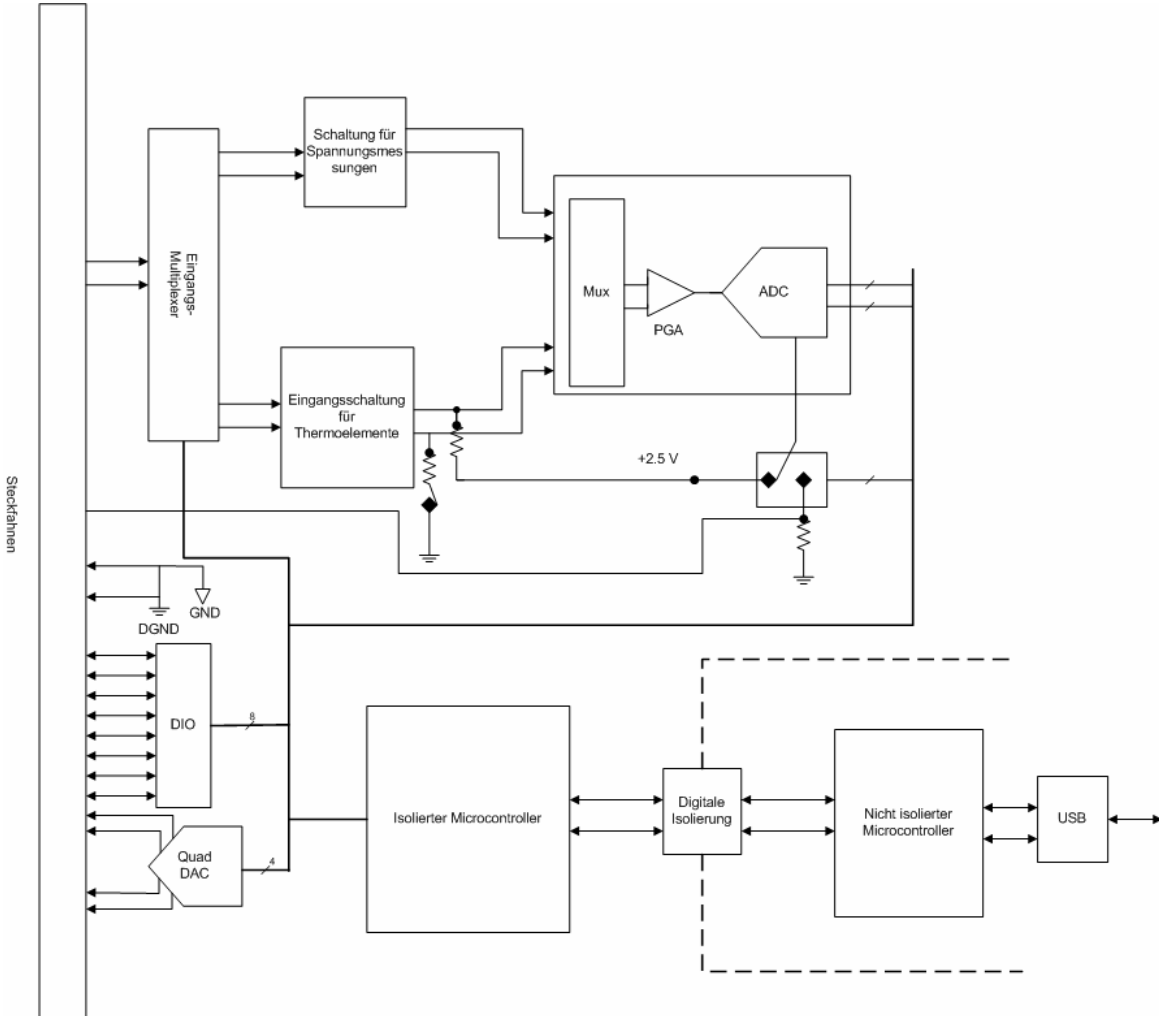 Schaltung für
Spannungsmes
sungen
Eingangs-
Multiplexer
Mux
PGA
ADC
Eingangsschaltung
für
Thermoelemente
+2.5 V
Steckfahnen
GND
DGND
DIO
8
Isolierter Microcontroller
Digitale
Isolierung
Nicht isolierter
Microcontroller
USB
Quad
DAC
4